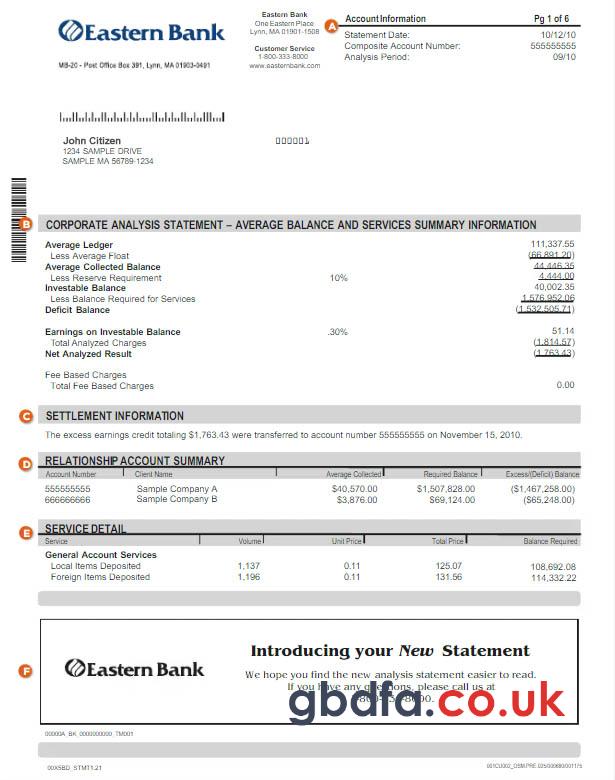 Eastern Bank
MB-20 - Post Office Box 391, Lynn, MA 01903-0491
Eastern Bank
One Eastern Place
Lynn, MA 01901-1508
Customer Service
1-800-333-8000
www.easternbank.com
A
Account Information Pg 1 of 6
Statement Date: 10/12/10
Composite Account Number: 555555555
Analysis Period: 09/10
John Citizen 000001
1234 SAMPLE DRIVE
SAMPLE MA 56789-1234
B CORPORATE ANALYSIS STATEMENT – AVERAGE BALANCE AND SERVICES SUMMARY INFORMATION
Average Ledger 111,337.55
Less Average Float (66,891.20)
Average Collected Balance 44,446.35
Less Reserve Requirement 10% 4,444.00
Investable Balance 40,002.35
Less Balance Required for Services 1,576,952.06
Deficit Balance (1,532,505.71)
Earnings on Investable Balance .30% 51.14
Total Analyzed Charges (1,814.57)
Net Analyzed Result (1,763.43)
Fee Based Charges
Total Fee Based Charges 0.00
C SETTLEMENT INFORMATION
The excess earnings credit totaling $1,763.43 were transferred to account number 555555555 on November 15, 2010.
D RELATIONSHIP ACCOUNT SUMMARY
Account Number Client Name Average Collected Required Balance Excess/(Deficit) Balance
555555555 Sample Company A $40,570.00 $1,507,828.00 ($1,467,258.00)
666666666 Sample Company B $3,876.00 $69,124.00 ($65,248.00)
E SERVICE DETAIL
Service Volume Unit Price Total Price Balance Required
General Account Services
Local Items Deposited 1,137 0.11 125.07 108,692.08
Foreign Items Deposited 1,196 0.11 131.56 114,332.22
F
Eastern Bank
Introducing your New Statement
We hope you find the new analysis statement easier to read.
If you have any questions, please call us at
gbdfa.co.uk
00000A_BK_0000000000_TM001
00X5BD_STMT1.21